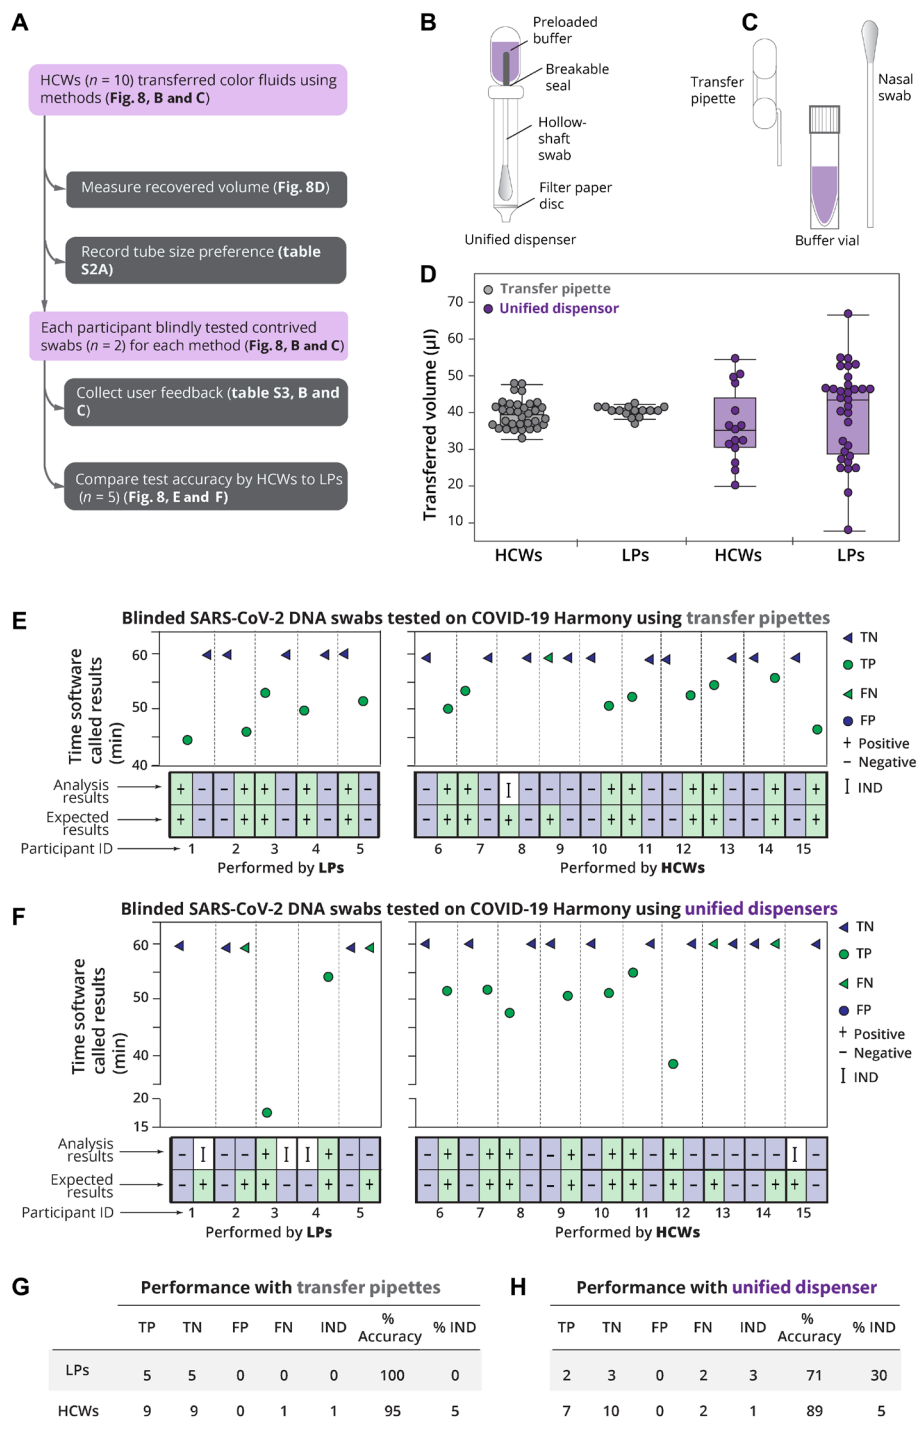 A
HCWs (n = 10) transferred color fluids using
methods (Fig. 8, B and C)
Measure recovered volume (Fig. 8D)
Record tube size preference (table
S2A)
Each participant blindly tested contrived
swabs (n = 2) for each method (Fig. 8, B and C)
Collect user feedback (table S3, B and
C)
Compare test accuracy by HCWs to LPs
(n = 5) (Fig. 8, E and F)
B
Preloaded
buffer
Breakable
seal
Hollow-
shaft
swab
Filter paper
disc
Unified dispenser
C
Transfer
pipette
Nasal
swab
Buffer vial
D
Transfer pipette
Unified dispensor
Transferred volume (µl)
70
60
50
40
30
20
10
HCWs LPs HCWs LPs
E
Blinded SARS-CoV-2 DNA swabs tested on COVID-19 Harmony using transfer pipettes
Time software
called results
(min)
60
50
40
TN
TP
FN
FP
+ Positive
− Negative
I IND
Analysis
results
+ − − + + − + − + − − + + − I − − − − + + − − + + − + − − +
Expected
results
+ − − + + − + − + − − + + − + − + − − + + − − + + − + − − +
Participant ID
1 2 3 4 5 6 7 8 9 10 11 12 13 14 15
Performed by LPs
Performed by HCWs
F
Blinded SARS-CoV-2 DNA swabs tested on COVID-19 Harmony using unified dispensers
Time software
called results
(min)
60
50
40
20
15
TN
TP
FN
FP
+ Positive
− Negative
I IND
Analysis
results
− I − − + I I + − − − + − + + − − + − + + − + − − − − − I −
Expected
results
− + − + + − − + − + − + − + + − − + − + + − + − + − − + + −
Participant ID
1 2 3 4 5 6 7 8 9 10 11 12 13 14 15
Performed by LPs
Performed by HCWs
G
Performance with transfer pipettes
TP TN FP FN IND % Accuracy % IND
LPs 5 5 0 0 0 100 0
HCWs 9 9 0 1 1 95 5
H
Performance with unified dispenser
TP TN FP FN IND % Accuracy % IND
2 3 0 2 3 71 30
7 10 0 2 1 89 5